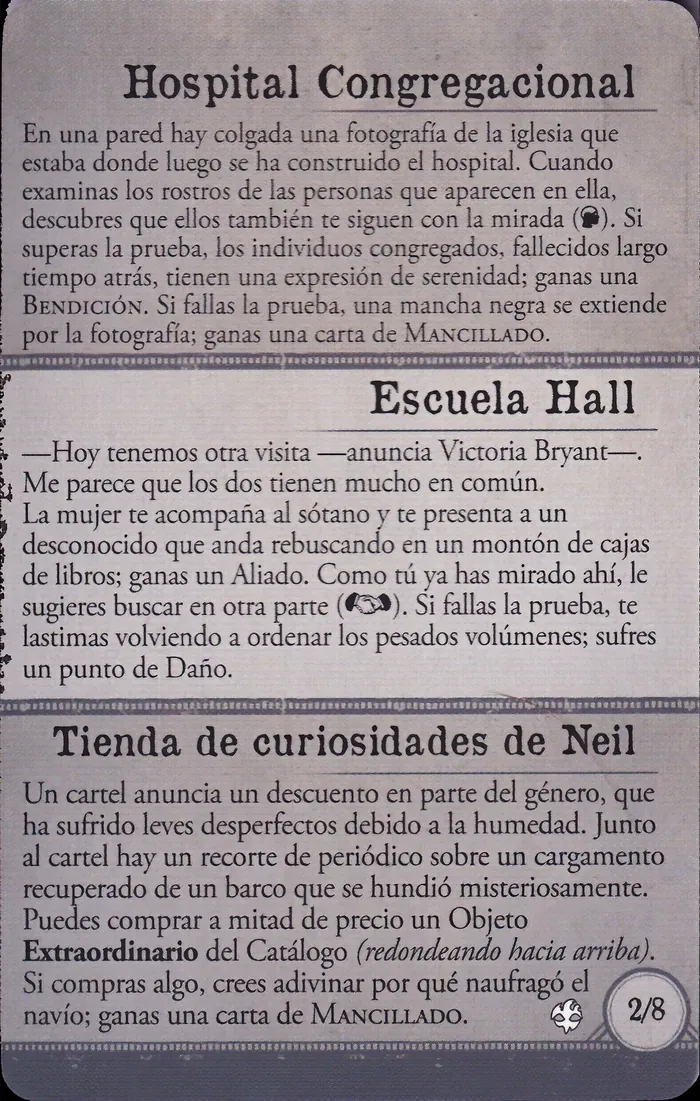 Hospital Congregacional
En una pared hay colgada una fotografía de la iglesia que
estaba donde luego se ha construido el hospital. Cuando
examinas los rostros de las personas que aparecen en ella,
descubres que ellos también te siguen con la mirada (). Si
superas la prueba, los individuos congregados, fallecidos largo
tiempo atrás, tienen una expresión de serenidad; ganas una
BENDICIÓN. Si fallas la prueba, una mancha negra se extiende
por la fotografía; ganas una carta de MANCILLADO.
Escuela Hall
—Hoy tenemos otra visita —anuncia Victoria Bryant—.
Me parece que los dos tienen mucho en común.
La mujer te acompaña al sótano y te presenta a un
desconocido que anda rebuscando en un montón de cajas
de libros; ganas un Aliado. Como tú ya has mirado ahí, le
sugieres buscar en otra parte (). Si fallas la prueba, te
lastimas volviendo a ordenar los pesados volúmenes; sufres
un punto de Daño.
Tienda de curiosidades de Neil
Un cartel anuncia un descuento en parte del género, que
ha sufrido leves desperfectos debido a la humedad. Junto
al cartel hay un recorte de periódico sobre un cargamento
recuperado de un barco que se hundió misteriosamente.
Puedes comprar a mitad de precio un Objeto
Extraordinario del Catálogo (redondeando hacia arriba).
Si compras algo, crees adivinar por qué naufragó el
navío; ganas una carta de MANCILLADO.
2/8